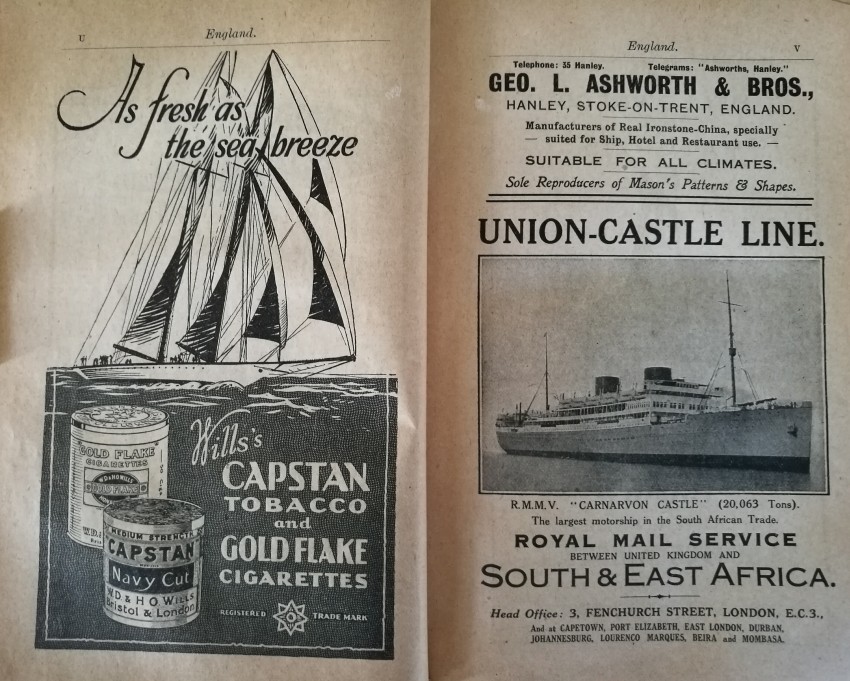 U
England.
As fresh as
the sea breeze
GOLD FLAKE
CIGARETTES
W.D. & H.O. WILLS
GOLD FLAKE
W.D.
MEDIUM STRENGTH
CAPSTAN
Navy Cut
W.D. & H.O. WILLS
Bristol & London
Wills's
CAPSTAN
TOBACCO
and
GOLD FLAKE
CIGARETTES
REGISTERED TRADE MARK
England.
V
Telephone: 35 Hanley. Telegrams: "Ashworths, Hanley."
GEO. L. ASHWORTH & BROS.,
HANLEY, STOKE-ON-TRENT, ENGLAND.
Manufacturers of Real Ironstone-China, specially
— suited for Ship, Hotel and Restaurant use. —
SUITABLE FOR ALL CLIMATES.
Sole Reproducers of Mason's Patterns & Shapes.
UNION-CASTLE LINE.
R.M.M.V. "CARNARVON CASTLE" (20,063 Tons).
The largest motorship in the South African Trade.
ROYAL MAIL SERVICE
BETWEEN UNITED KINGDOM AND
SOUTH & EAST AFRICA.
Head Office: 3, FENCHURCH STREET, LONDON, E.C.3.,
And at CAPETOWN, PORT ELIZABETH, EAST LONDON, DURBAN,
JOHANNESBURG, LOURENCO MARQUES, BEIRA and MOMBASA.